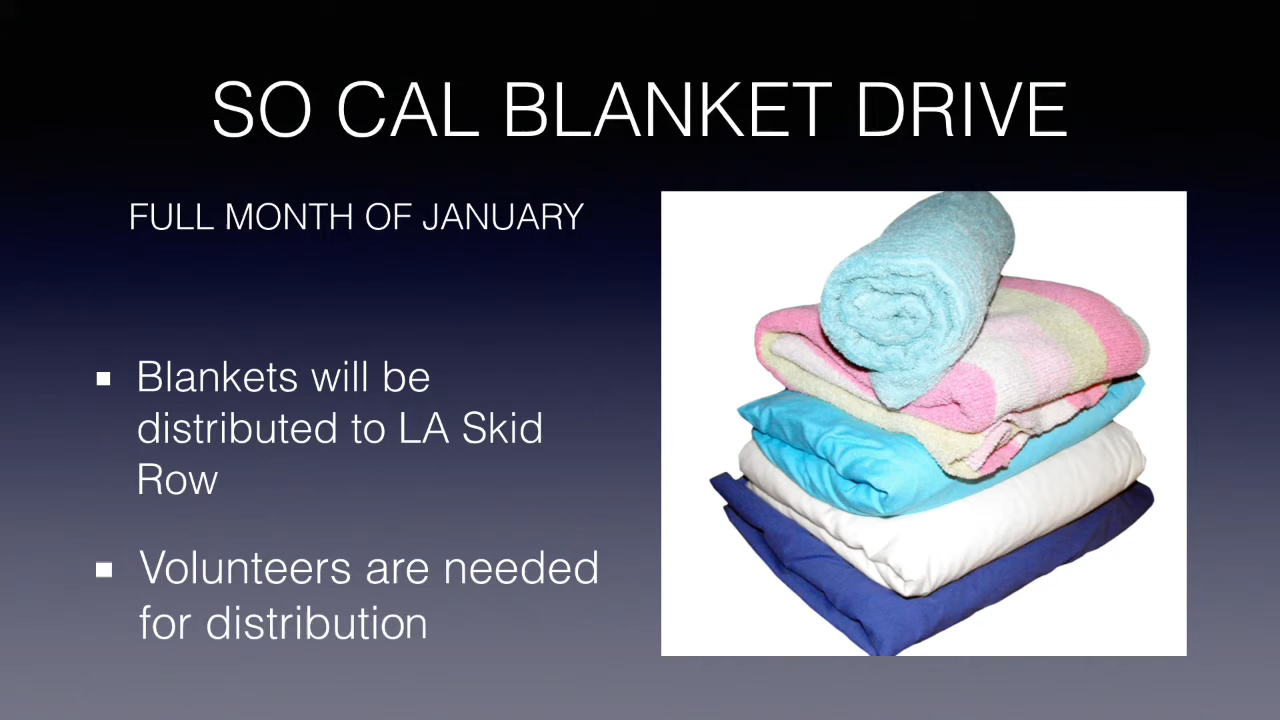 SO CAL BLANKET DRIVE
FULL MONTH OF JANUARY
Blankets will be
distributed to LA Skid
Row
Volunteers are needed
for distribution